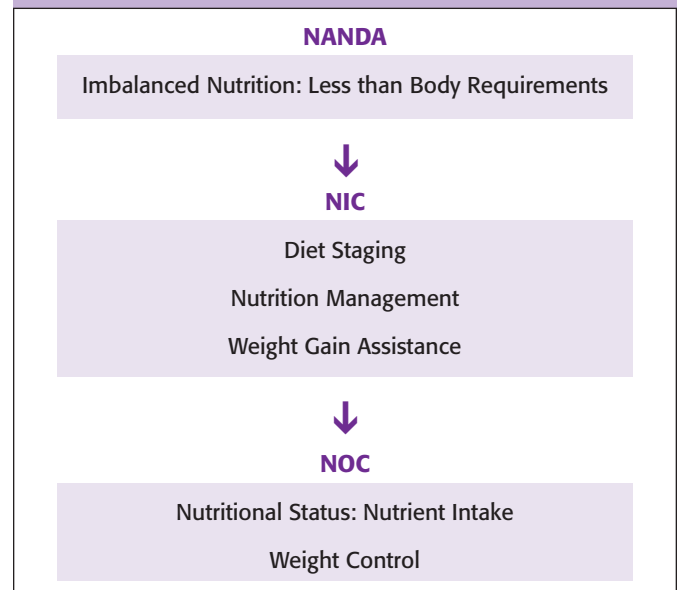 NANDA
Imbalanced Nutrition: Less than Body Requirements
NIC
Diet Staging
Nutrition Management
Weight Gain Assistance
NOC
Nutritional Status: Nutrient Intake
Weight Control